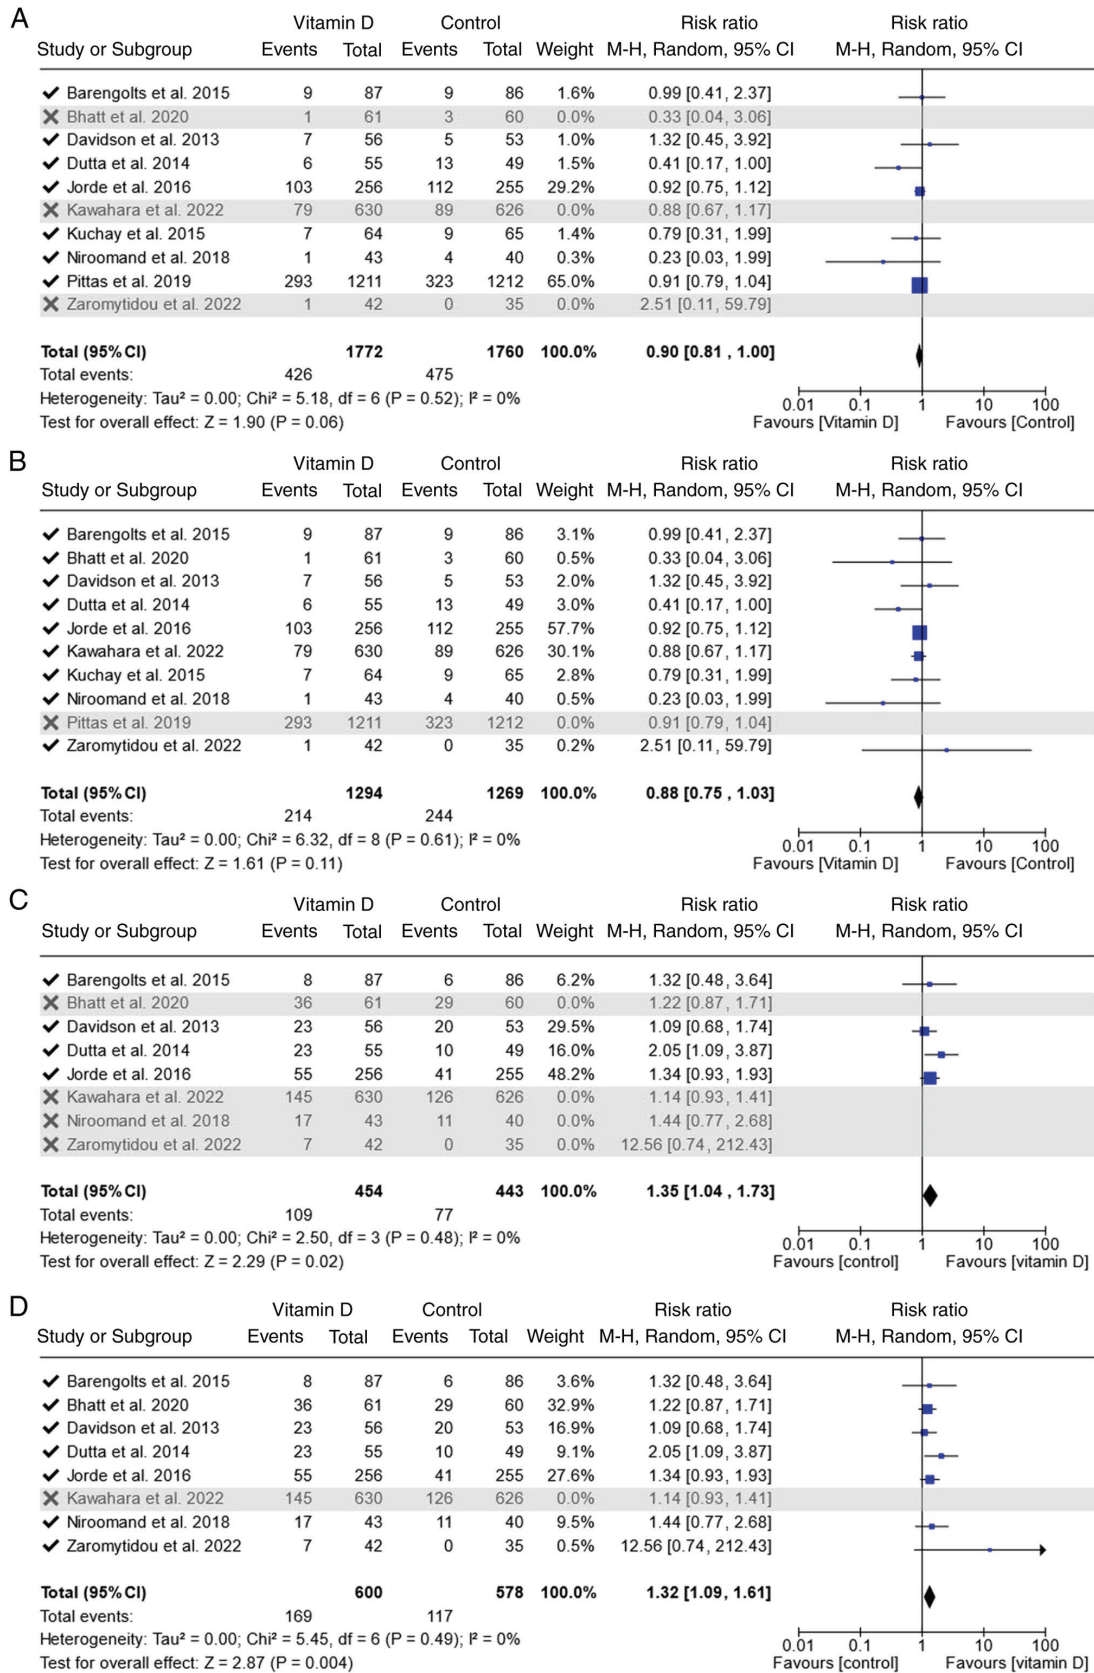 A
Vitamin D Control Risk ratio Risk ratio
Study or Subgroup Events Total Events Total Weight M-H, Random, 95% CI M-H, Random, 95% CI
Barengolts et al. 2015 9 87 9 86 1.6% 0.99 [0.41 , 2.37]
Bhatt et al. 2020 1 61 3 60 0.0% 0.33 [0.04 , 3.06]
Davidson et al. 2013 7 56 5 53 1.0% 1.32 [0.45 , 3.92]
Dutta et al. 2014 6 55 13 49 1.5% 0.41 [0.17 , 1.00]
Jorde et al. 2016 103 256 112 255 29.2% 0.92 [0.75 , 1.12]
Kawahara et al. 2022 79 630 89 626 0.0% 0.88 [0.67 , 1.17]
Kuchay et al. 2015 7 64 9 65 1.4% 0.79 [0.31 , 1.99]
Niroomand et al. 2018 1 43 4 40 0.3% 0.23 [0.03 , 1.99]
Pittas et al. 2019 293 1211 323 1212 65.0% 0.91 [0.79 , 1.04]
Zaromytidou et al. 2022 1 42 0 35 0.0% 2.51 [0.11 , 59.79]
Total (95% CI) 1772 1760 100.0% 0.90 [0.81 , 1.00]
Total events: 426 475
Heterogeneity: Tau² = 0.00; Chi² = 5.18, df = 6 (P = 0.52); I² = 0%
0.01 0.1 1 10 100
Test for overall effect: Z = 1.90 (P = 0.06) Favours [Vitamin D] Favours [Control]
B
Vitamin D Control Risk ratio Risk ratio
Study or Subgroup Events Total Events Total Weight M-H, Random, 95% CI M-H, Random, 95% CI
Barengolts et al. 2015 9 87 9 86 3.1% 0.99 [0.41 , 2.37]
Bhatt et al. 2020 1 61 3 60 0.5% 0.33 [0.04 , 3.06]
Davidson et al. 2013 7 56 5 53 2.0% 1.32 [0.45 , 3.92]
Dutta et al. 2014 6 55 13 49 3.0% 0.41 [0.17 , 1.00]
Jorde et al. 2016 103 256 112 255 57.7% 0.92 [0.75 , 1.12]
Kawahara et al. 2022 79 630 89 626 30.1% 0.88 [0.67 , 1.17]
Kuchay et al. 2015 7 64 9 65 2.8% 0.79 [0.31 , 1.99]
Niroomand et al. 2018 1 43 4 40 0.5% 0.23 [0.03 , 1.99]
Pittas et al. 2019 293 1211 323 1212 0.0% 0.91 [0.79 , 1.04]
Zaromytidou et al. 2022 1 42 0 35 0.2% 2.51 [0.11 , 59.79]
Total (95% CI) 1294 1269 100.0% 0.88 [0.75 , 1.03]
Total events: 214 244
Heterogeneity: Tau² = 0.00; Chi² = 6.32, df = 8 (P = 0.61); I² = 0%
0.01 0.1 1 10 100
Test for overall effect: Z = 1.61 (P = 0.11) Favours [Vitamin D] Favours [Control]
C
Vitamin D Control Risk ratio Risk ratio
Study or Subgroup Events Total Events Total Weight M-H, Random, 95% CI M-H, Random, 95% CI
Barengolts et al. 2015 8 87 6 86 6.2% 1.32 [0.48 , 3.64]
Bhatt et al. 2020 36 61 29 60 0.0% 1.22 [0.87 , 1.71]
Davidson et al. 2013 23 56 20 53 29.5% 1.09 [0.68 , 1.74]
Dutta et al. 2014 23 55 10 49 16.0% 2.05 [1.09 , 3.87]
Jorde et al. 2016 55 256 41 255 48.2% 1.34 [0.93 , 1.93]
Kawahara et al. 2022 145 630 126 626 0.0% 1.14 [0.93 , 1.41]
Niroomand et al. 2018 17 43 11 40 0.0% 1.44 [0.77 , 2.68]
Zaromytidou et al. 2022 7 42 0 35 0.0% 12.56 [0.74 , 212.43]
Total (95% CI) 454 443 100.0% 1.35 [1.04 , 1.73]
Total events: 109 77
Heterogeneity: Tau² = 0.00; Chi² = 2.50, df = 3 (P = 0.48); I² = 0%
0.01 0.1 1 10 100
Test for overall effect: Z = 2.29 (P = 0.02) Favours [control] Favours [vitamin D]
D
Vitamin D Control Risk ratio Risk ratio
Study or Subgroup Events Total Events Total Weight M-H, Random, 95% CI M-H, Random, 95% CI
Barengolts et al. 2015 8 87 6 86 3.6% 1.32 [0.48 , 3.64]
Bhatt et al. 2020 36 61 29 60 32.9% 1.22 [0.87 , 1.71]
Davidson et al. 2013 23 56 20 53 16.9% 1.09 [0.68 , 1.74]
Dutta et al. 2014 23 55 10 49 9.1% 2.05 [1.09 , 3.87]
Jorde et al. 2016 55 256 41 255 27.6% 1.34 [0.93 , 1.93]
Kawahara et al. 2022 145 630 126 626 0.0% 1.14 [0.93 , 1.41]
Niroomand et al. 2018 17 43 11 40 9.5% 1.44 [0.77 , 2.68]
Zaromytidou et al. 2022 7 42 0 35 0.5% 12.56 [0.74 , 212.43]
Total (95% CI) 600 578 100.0% 1.32 [1.09 , 1.61]
Total events: 169 117
Heterogeneity: Tau² = 0.00; Chi² = 5.45, df = 6 (P = 0.49); I² = 0%
0.01 0.1 1 10 100
Test for overall effect: Z = 2.87 (P = 0.004) Favours [control] Favours [vitamin D]